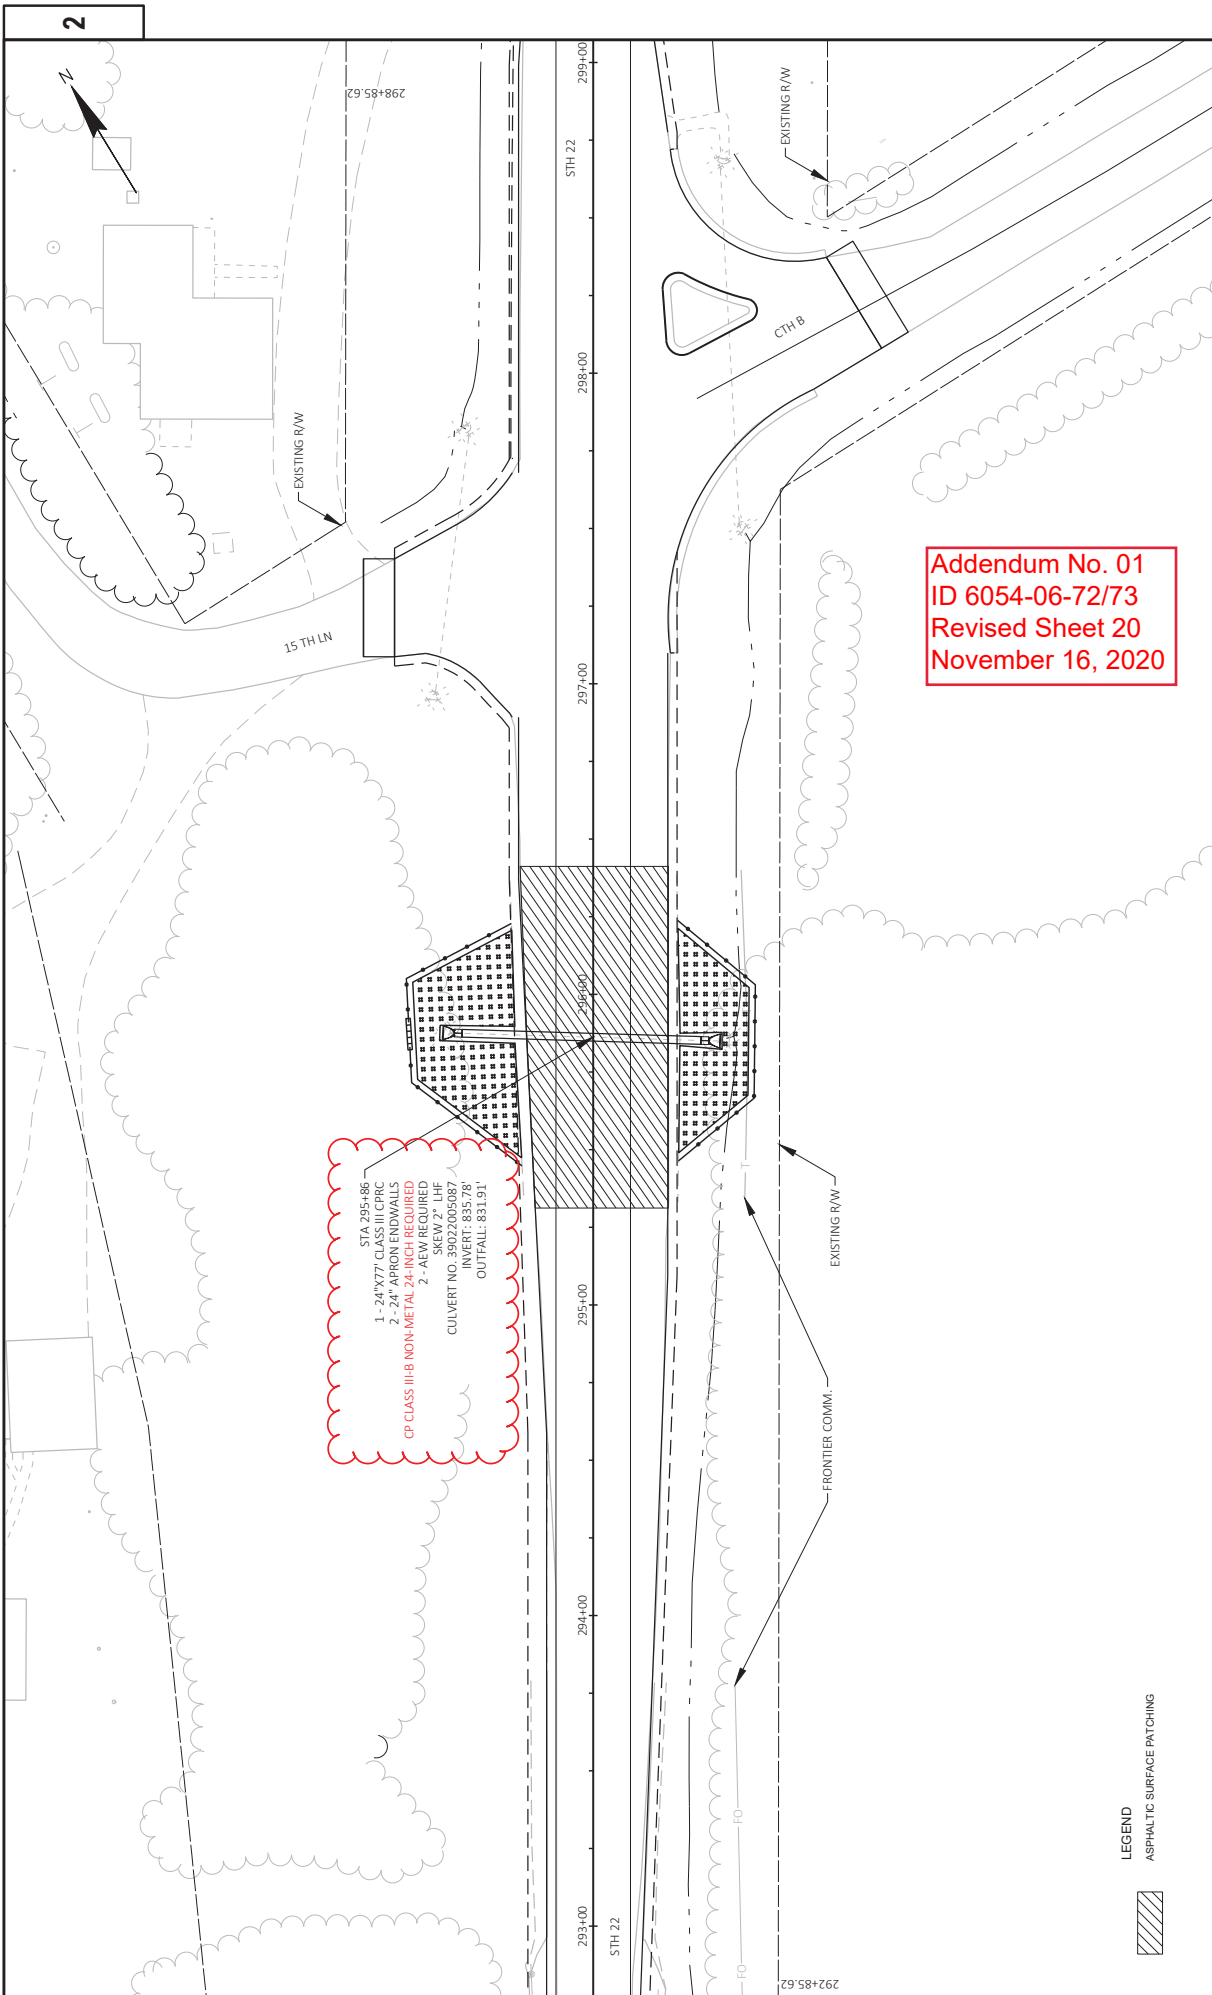 2
N
298+85.62
STH 22
299+00
EXISTING R/W
298+00
CTH B
EXISTING R/W
15 TH LN
297+00
Addendum No. 01
ID 6054-06-72/73
Revised Sheet 20
November 16, 2020
296+00
STA 295+86
1 - 24"X77' CLASS III CPRC
2 - 24" APRON ENDWALLS
CP CLASS III-B NON-METAL 24-INCH REQUIRED
2 - AEW REQUIRED
SKEW 2° LHF
CULVERT NO. 39022005087
INVERT: 835.78'
OUTFALL: 831.91'
T
EXISTING R/W
295+00
FRONTIER COMM.
294+00
FO
293+00
STH 22
FO
292+85.62
LEGEND
ASPHALTIC SURFACE PATCHING